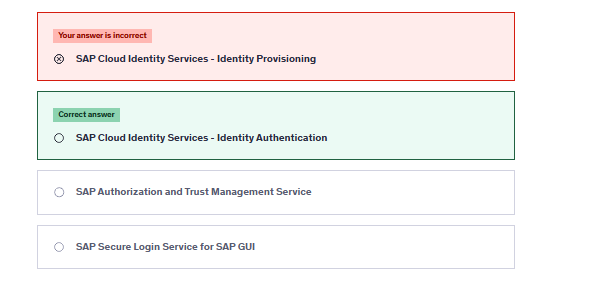 Your answer is incorrect
SAP Cloud Identity Services - Identity Provisioning
Correct answer
SAP Cloud Identity Services - Identity Authentication
SAP Authorization and Trust Management Service
SAP Secure Login Service for SAP GUI